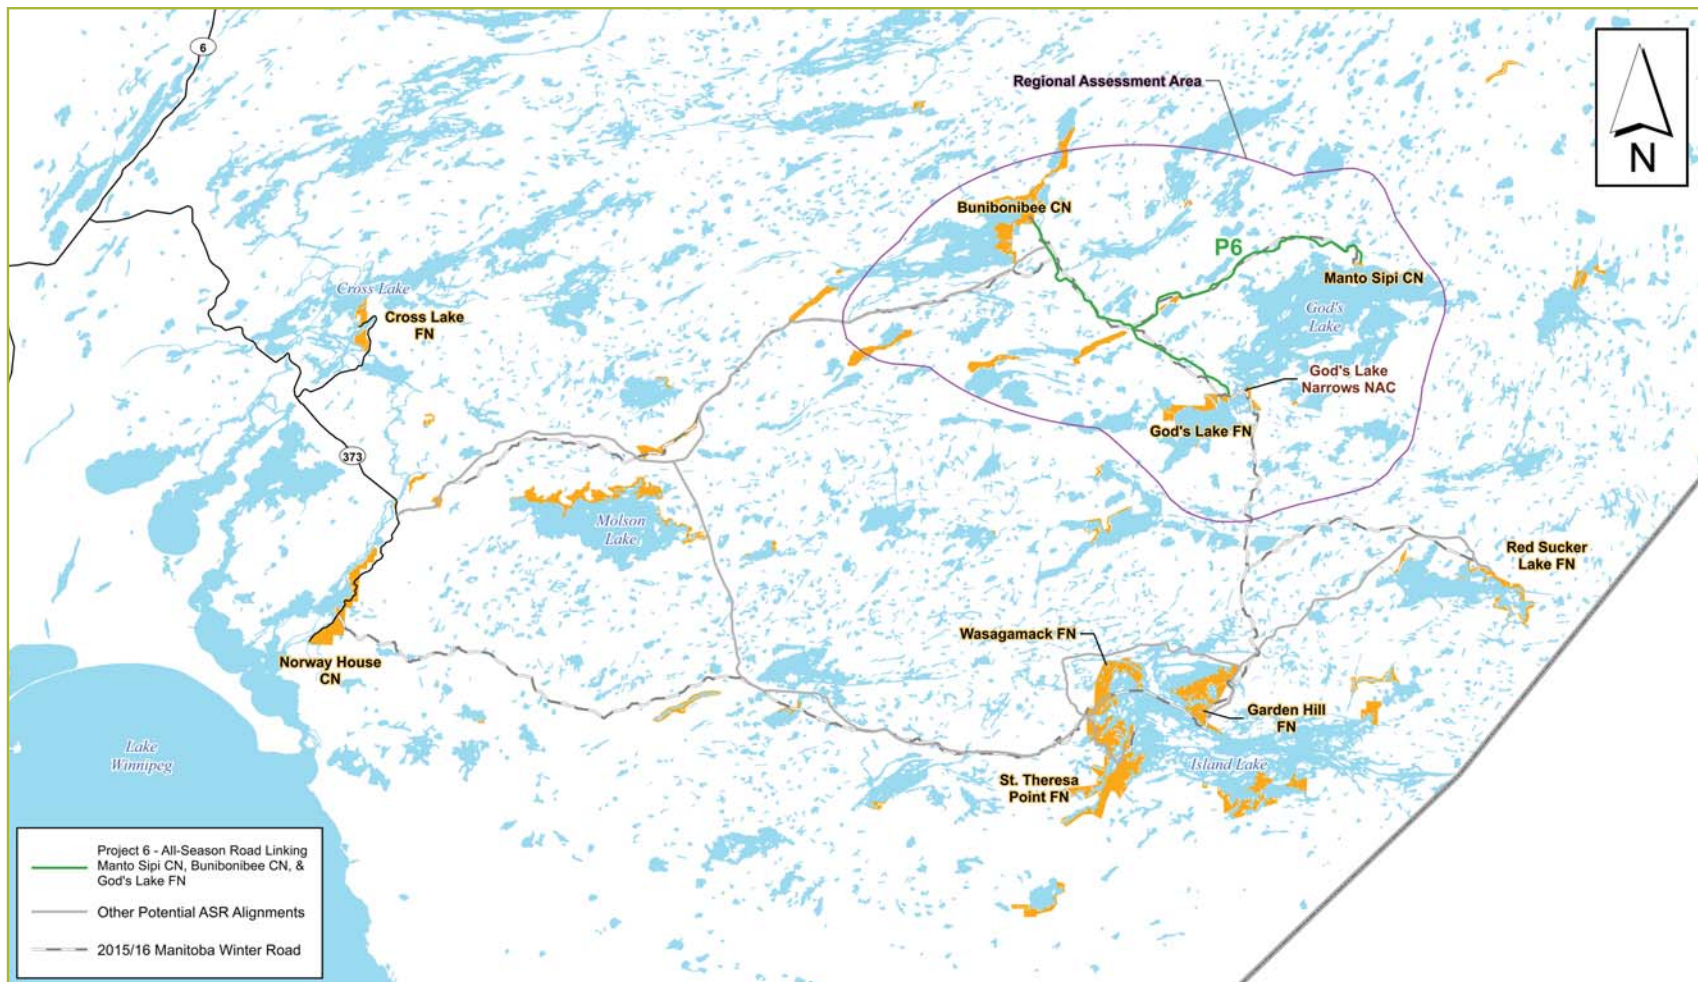 6
Regional Assessment Area
N
Bunibonibee CN
P6
Manto Sipi CN
Cross Lake
Cross Lake
FN
God's
Lake
God's Lake
Narrows NAC
God's Lake FN
373
Molson
Lake
Red Sucker
Lake FN
Wasagamack FN
Norway House
CN
Garden Hill
FN
Lake
Winnipeg
Island Lake
St. Theresa
Point FN
Project 6 - All-Season Road Linking
Manto Sipi CN, Bunibonibee CN, &
God's Lake FN
Other Potential ASR Alignments
2015/16 Manitoba Winter Road